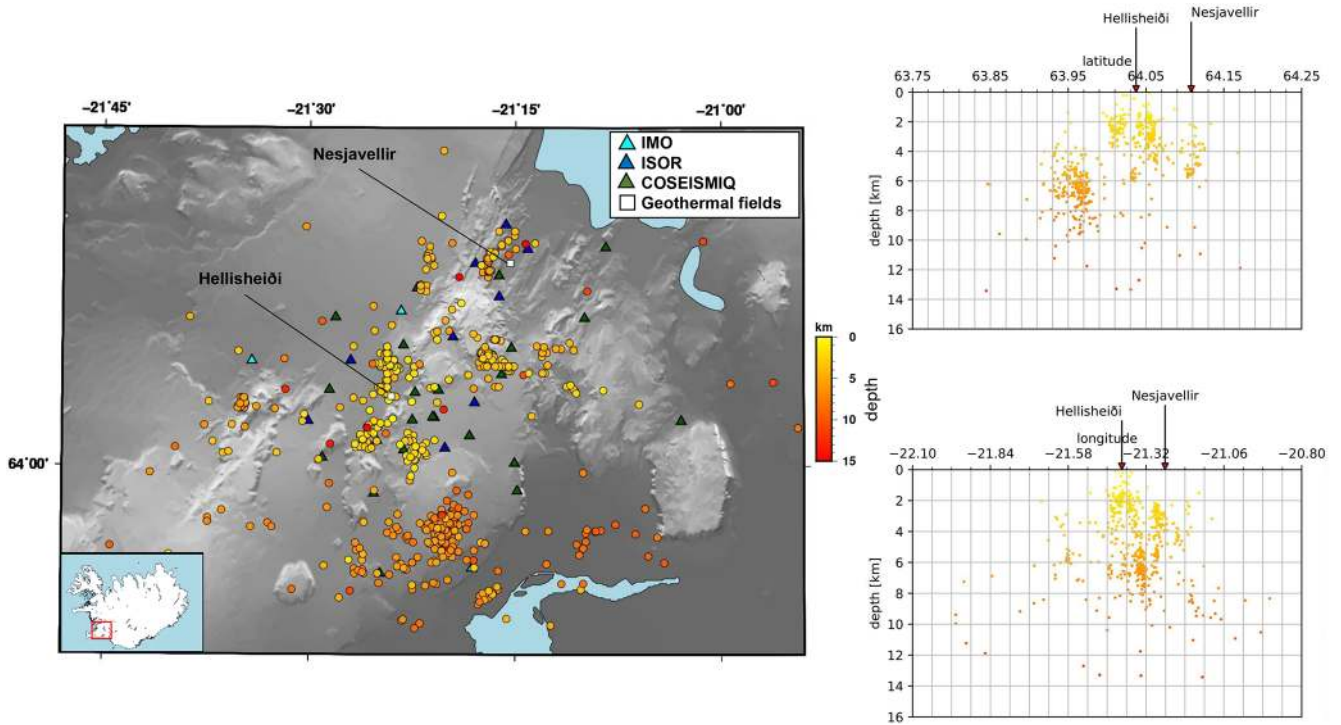 −21˚45'
−21˚30'
−21˚15'
−21˚00'
IMO
ISOR
COSEISMIQ
Geothermal fields
Nesjavellir
Hellisheiði
64˚00'
km
0
5
10
15
depth
Hellisheiði
Nesjavellir
latitude
63.75
63.85
63.95
64.05
64.15
64.25
depth [km]
0
2
4
6
8
10
12
14
16
Nesjavellir
Hellisheiði
longitude
−22.10
−21.84
−21.58
−21.32
−21.06
−20.80
depth [km]
0
2
4
6
8
10
12
14
16